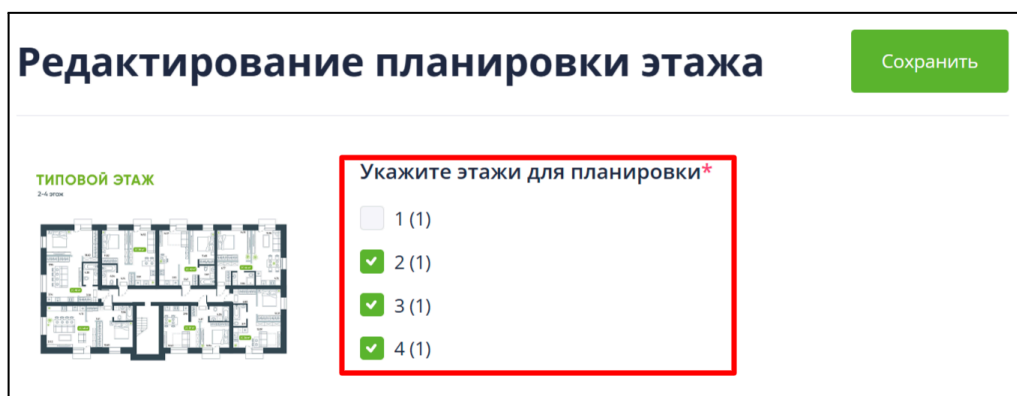 Редактирование планировки этажа
Сохранить
ТИПОВОЙ ЭТАЖ
2-4 этаж
Укажите этажи для планировки*
1 (1)
2 (1)
3 (1)
4 (1)